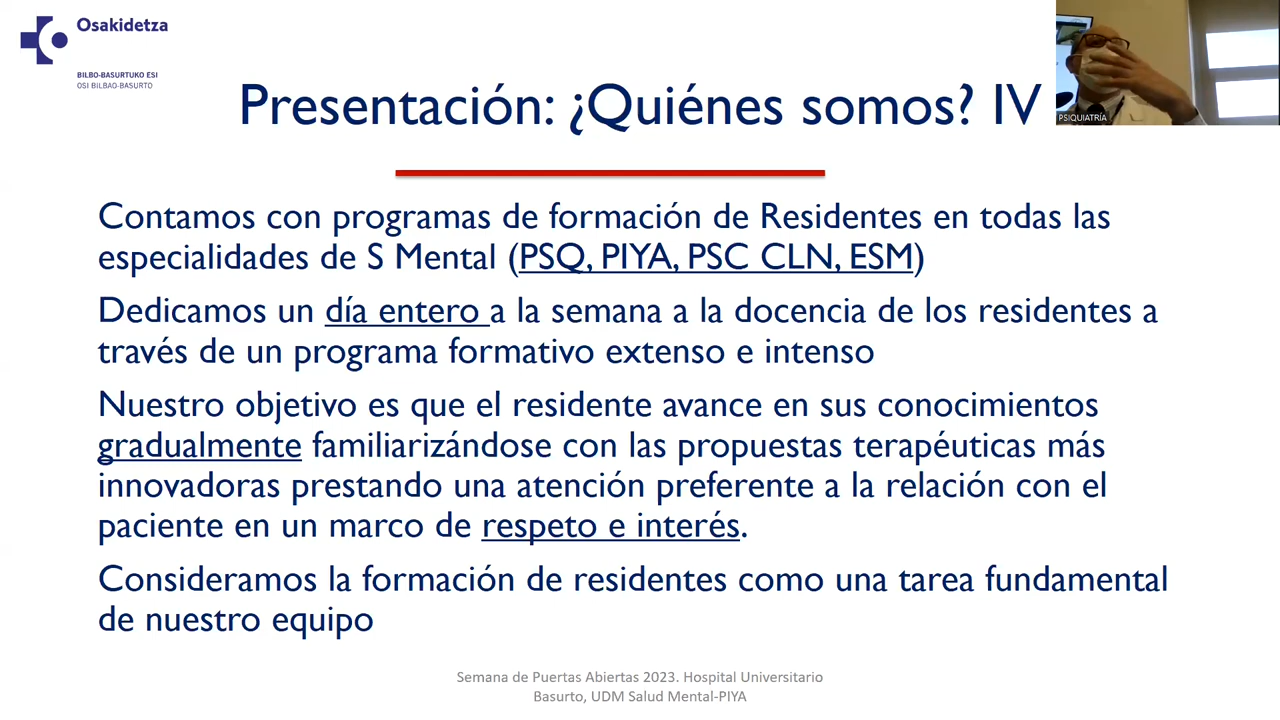 Osakidetza
BILBO-BASURTUKO ESI
OSI BILBAO-BASURTO
Presentación: ¿Quiénes somos? IV
PSIQUIATRÍA
Contamos con programas de formación de Residentes en todas las
especialidades de S Mental (PSQ, PIYA, PSC CLN, ESM)
Dedicamos un día entero a la semana a la docencia de los residentes a
través de un programa formativo extenso e intenso
Nuestro objetivo es que el residente avance en sus conocimientos
gradualmente familiarizándose con las propuestas terapéuticas más
innovadoras prestando una atención preferente a la relación con el
paciente en un marco de respeto e interés.
Consideramos la formación de residentes como una tarea fundamental
de nuestro equipo
Semana de Puertas Abiertas 2023. Hospital Universitario
Basurto, UDM Salud Mental-PIYA